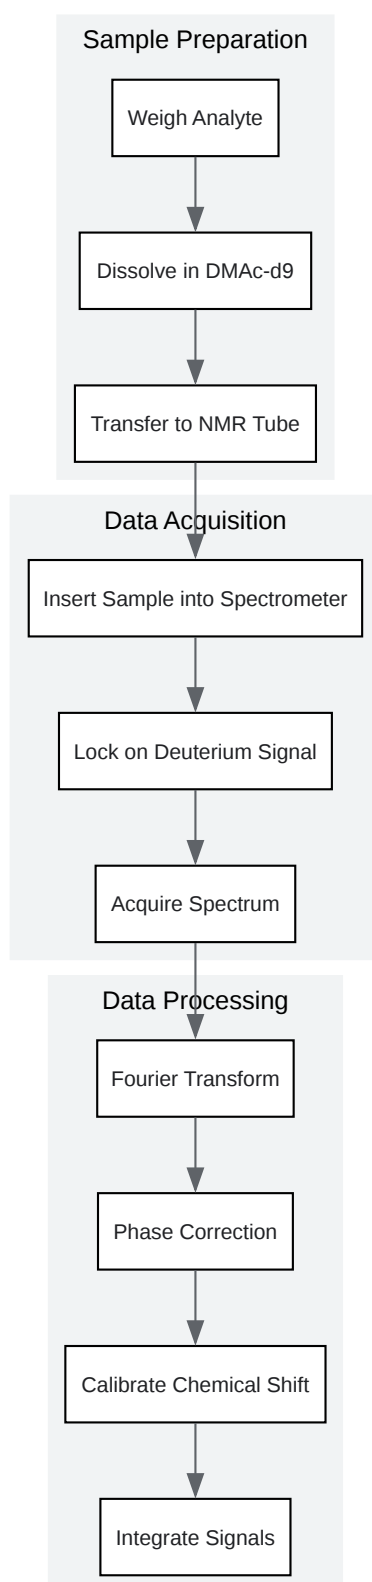 Sample Preparation
Weigh Analyte
Dissolve in DMAc-d9
Transfer to NMR Tube
Data Acquisition
Insert Sample into Spectrometer
Lock on Deuterium Signal
Acquire Spectrum
Data Processing
Fourier Transform
Phase Correction
Calibrate Chemical Shift
Integrate Signals